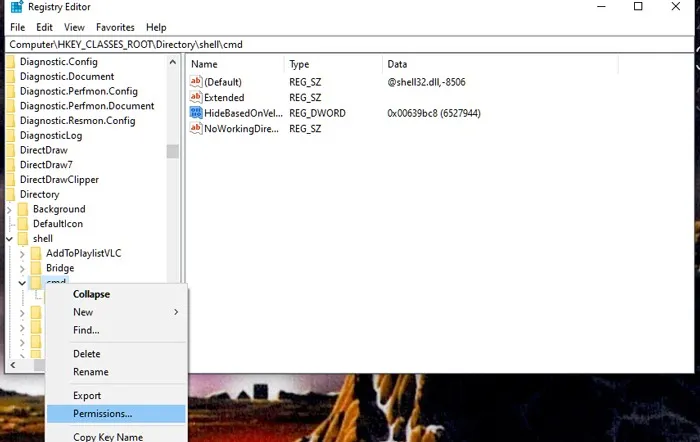 Registry Editor
File Edit View Favorites Help
Computer\HKEY_CLASSES_ROOT\Directory\shell\cmd
Diagnostic.Config
Diagnostic.Document
Diagnostic.Perfmon.Config
Diagnostic.Perfmon.Document
Diagnostic.Resmon.Config
DiagnosticLog
DirectDraw
DirectDraw7
DirectDrawClipper
Directory
Background
DefaultIcon
shell
AddToPlaylistVLC
Bridge
cmd
Name Type Data
(Default) REG_SZ @shell32.dll,-8506
Extended REG_SZ
HideBasedOnVel... REG_DWORD 0x00639bc8 (6527944)
NoWorkingDire... REG_SZ
Collapse
New
Find...
Delete
Rename
Export
Permissions...
Copy Key Name